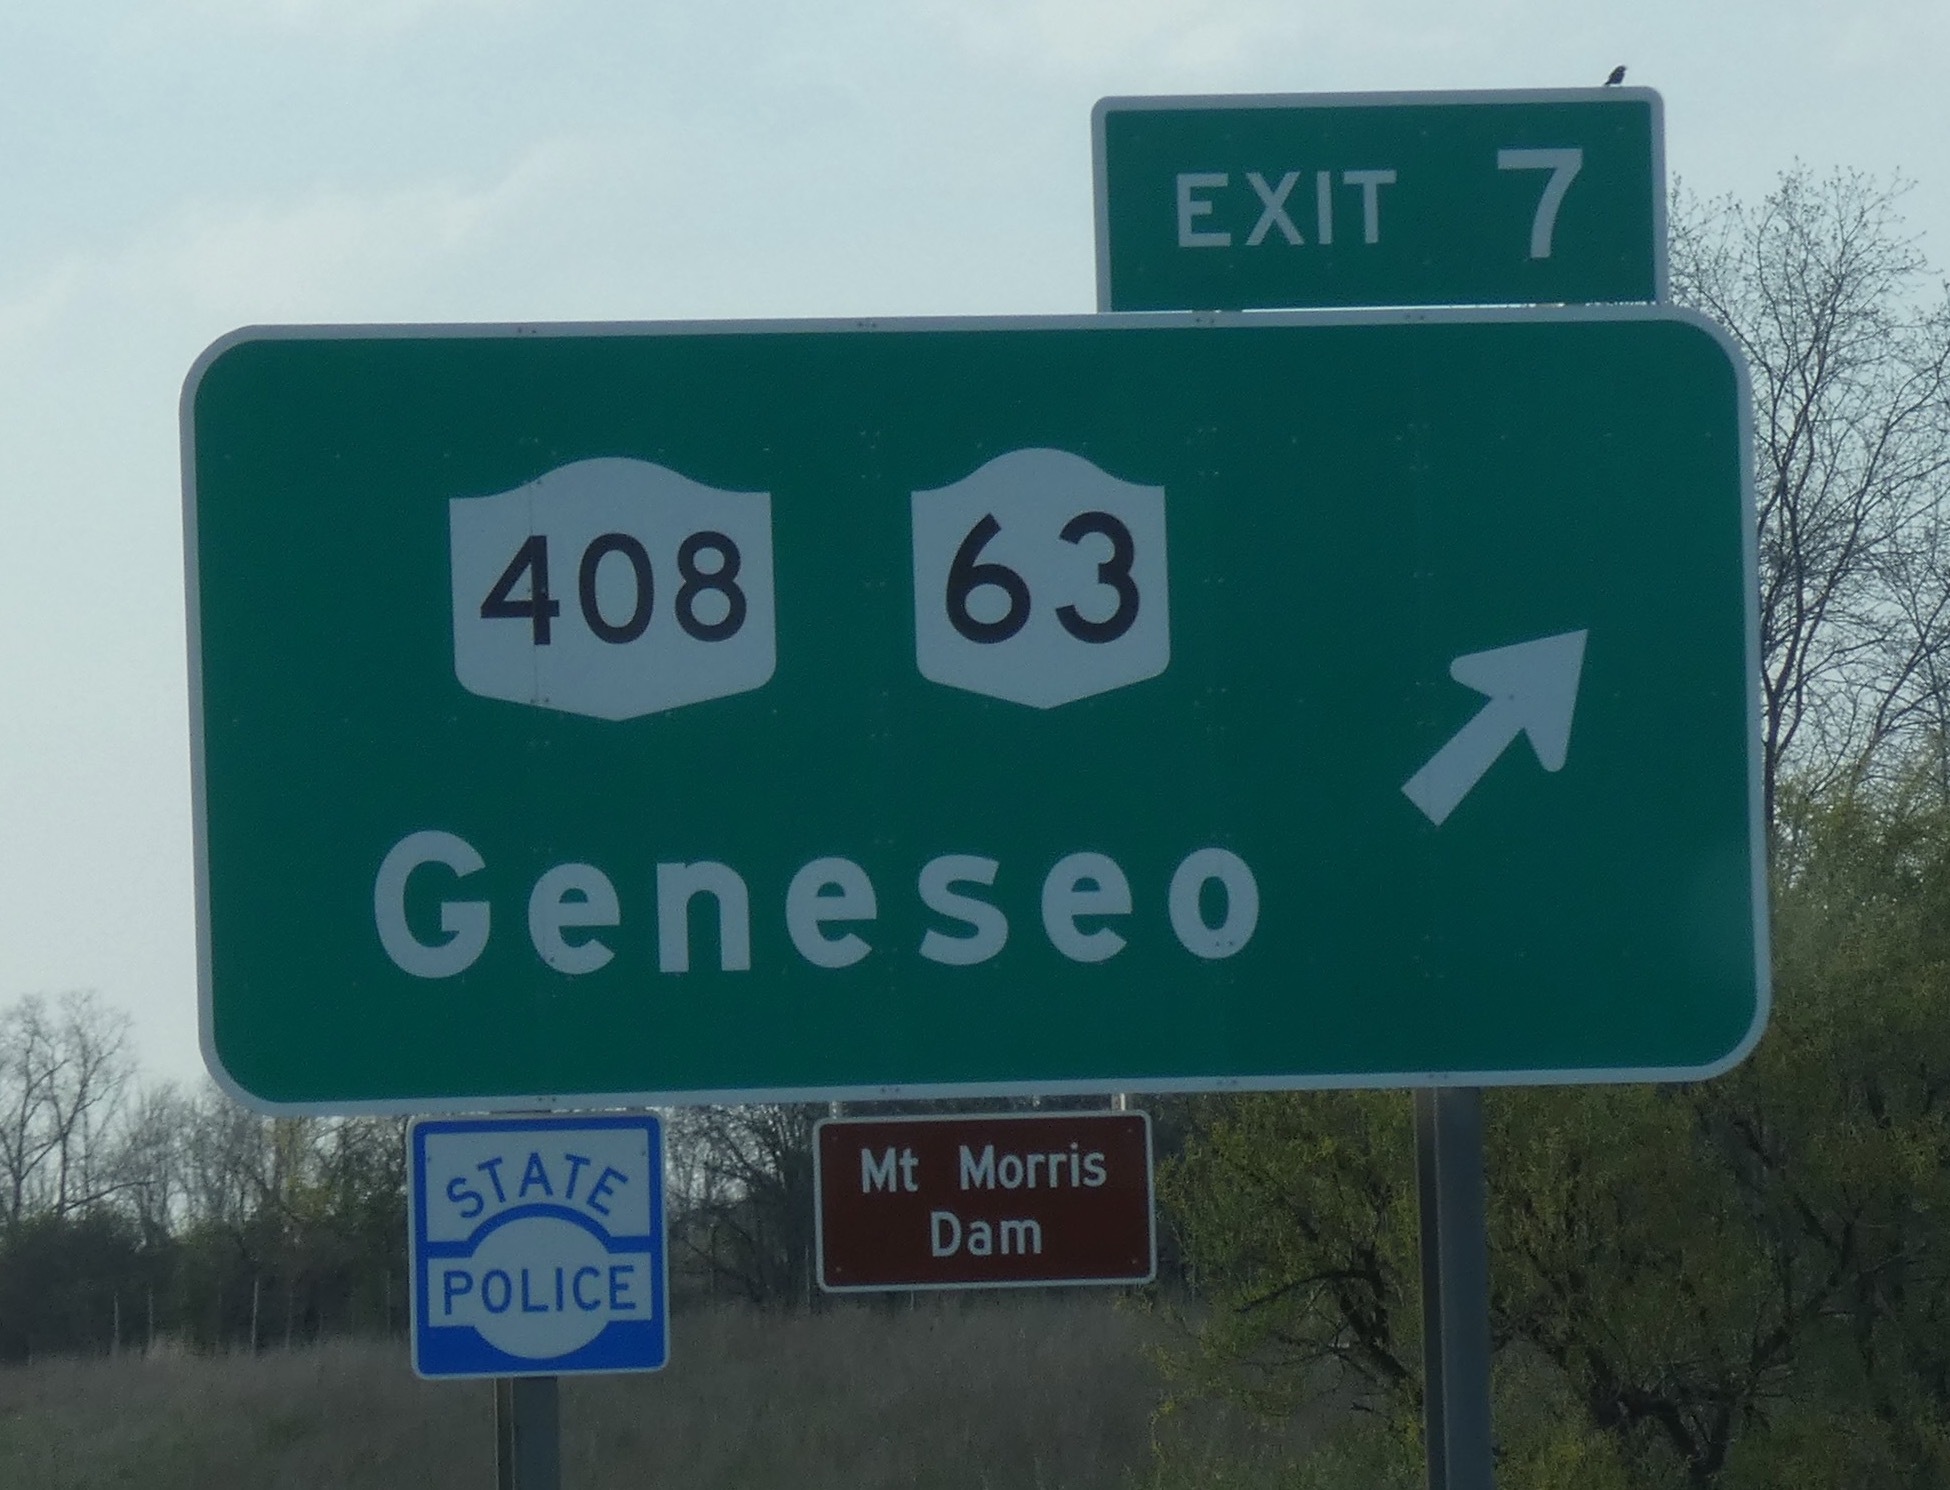 EXIT 7
408 63
Geneseo
STATE
POLICE
Mt Morris
Dam